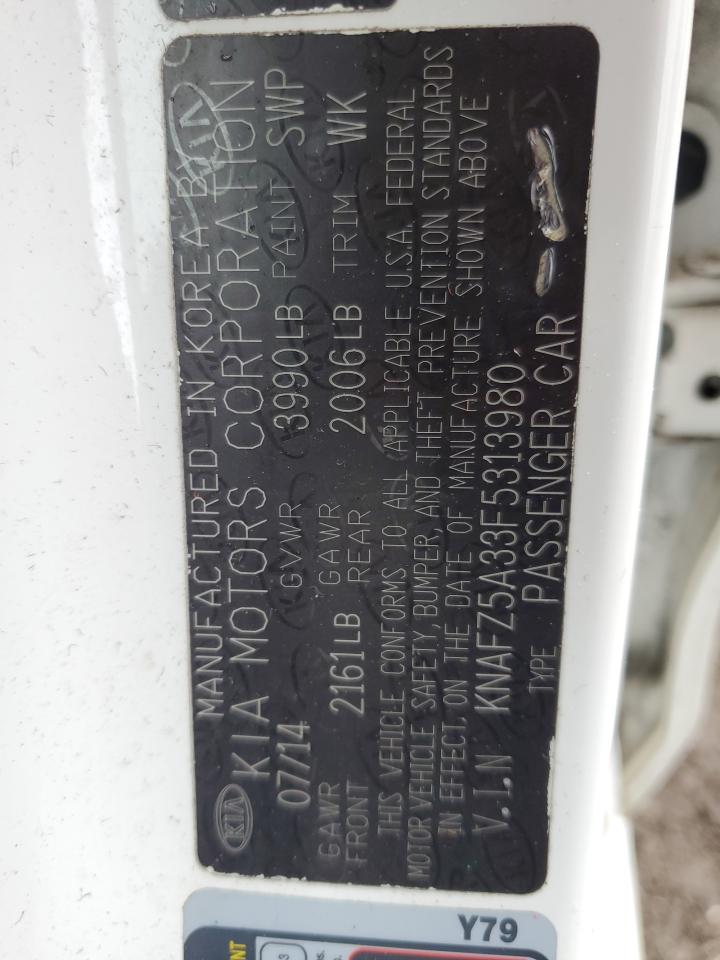 MANUFACTURED IN KOREA BY
KIA KIA MOTORS CORPORATION
07/14 GVWR 3990LB PAINT SWP
GAWR FRONT 2161LB GAWR REAR 2006LB TRIM WK
THIS VEHICLE CONFORMS TO ALL APPLICABLE U.S.A. FEDERAL
MOTOR VEHICLE SAFETY, BUMPER, AND THEFT PREVENTION STANDARDS
IN EFFECT, ON THE DATE OF MANUFACTURE SHOWN ABOVE
V.I.N KNAFZ5A33F5313980
TYPE PASSENGER CAR
Y79